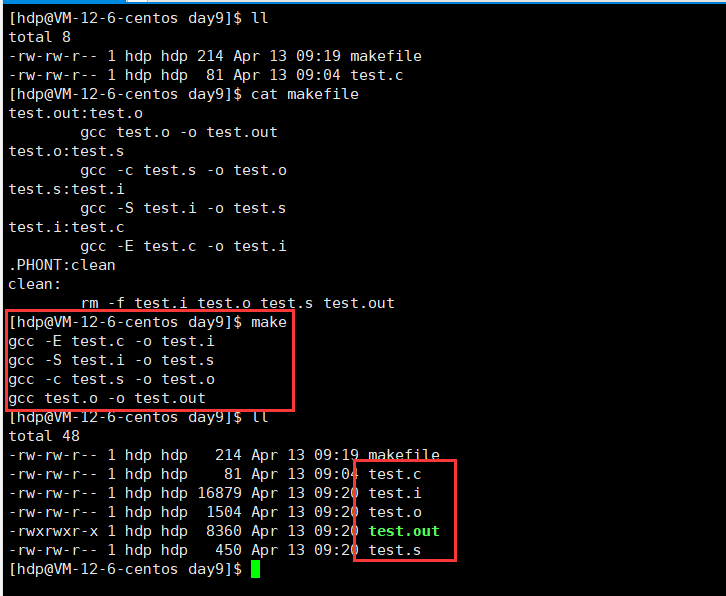 [hdp@VM-12-6-centos day9]$ ll
total 8
-rw-rw-r-- 1 hdp hdp 214 Apr 13 09:19 makefile
-rw-rw-r-- 1 hdp hdp  81 Apr 13 09:04 test.c
[hdp@VM-12-6-centos day9]$ cat makefile
test.out:test.o
        gcc test.o -o test.out
test.o:test.s
        gcc -c test.s -o test.o
test.s:test.i
        gcc -S test.i -o test.s
test.i:test.c
        gcc -E test.c -o test.i
.PHONT:clean
clean:
        rm -f test.i test.o test.s test.out
[hdp@VM-12-6-centos day9]$ make
gcc -E test.c -o test.i
gcc -S test.i -o test.s
gcc -c test.s -o test.o
gcc test.o -o test.out
[hdp@VM-12-6-centos day9]$ ll
total 48
-rw-rw-r-- 1 hdp hdp   214 Apr 13 09:19 makefile
-rw-rw-r-- 1 hdp hdp    81 Apr 13 09:04 test.c
-rw-rw-r-- 1 hdp hdp 16879 Apr 13 09:20 test.i
-rw-rw-r-- 1 hdp hdp  1504 Apr 13 09:20 test.o
-rwxrwxr-x 1 hdp hdp  8360 Apr 13 09:20 test.out
-rw-rw-r-- 1 hdp hdp   450 Apr 13 09:20 test.s
[hdp@VM-12-6-centos day9]$